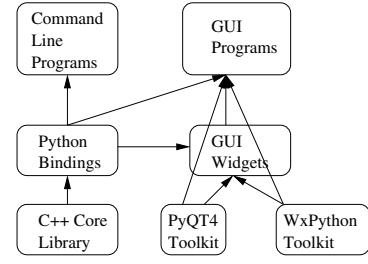 Command
Line
Programs
GUI
Programs
Python
Bindings
GUI
Widgets
C++ Core
Library
PyQT4
Toolkit
WxPython
Toolkit